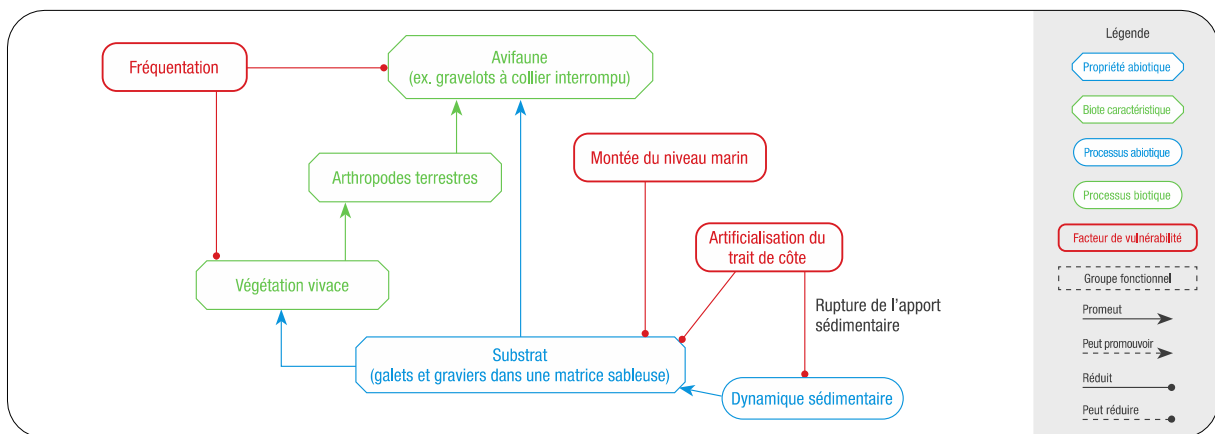 Fréquentation
Avifaune
(ex. gravelots à collier interrompu)
Montée du niveau marin
Arthropodes terrestres
Artificialisation du
trait de côte
Végétation vivace
Rupture de l'apport
sédimentaire
Substrat
(galets et graviers dans une matrice sableuse)
Dynamique sédimentaire
Légende
Propriété abiotique
Biote caractéristique
Processus abiotique
Processus biotique
Facteur de vulnérabilité
Groupe fonctionnel
Promeut
Peut promouvoir
Réduit
Peut réduire